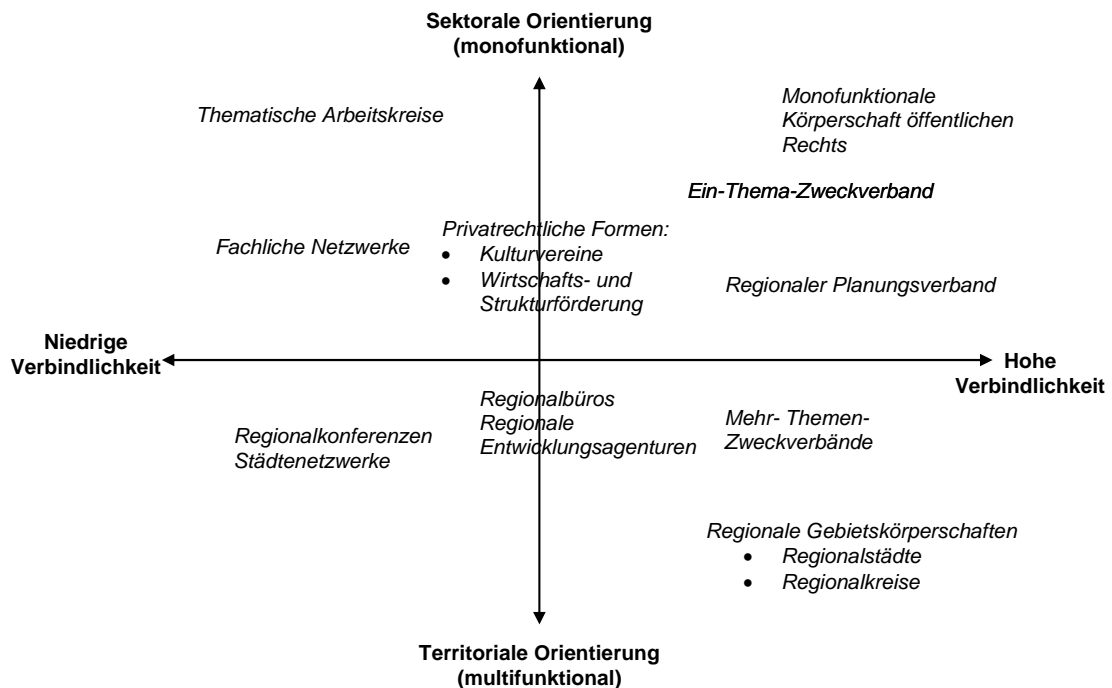 Sektorale Orientierung
(monofunktional)
Thematische Arbeitskreise
Monofunktionale
Körperschaft öffentlichen
Rechts
Ein-Thema-Zweckverband
Fachliche Netzwerke
Privatrechtliche Formen:
• Kulturvereine
• Wirtschafts- und
Strukturförderung
Regionaler Planungsverband
Niedrige
Verbindlichkeit
Hohe
Verbindlichkeit
Regionalkonferenzen
Städtenetzwerke
Regionalbüros
Regionale
Entwicklungsagenturen
Mehr- Themen-
Zweckverbände
Regionale Gebietskörperschaften
• Regionalstädte
• Regionalkreise
Territoriale Orientierung
(multifunktional)